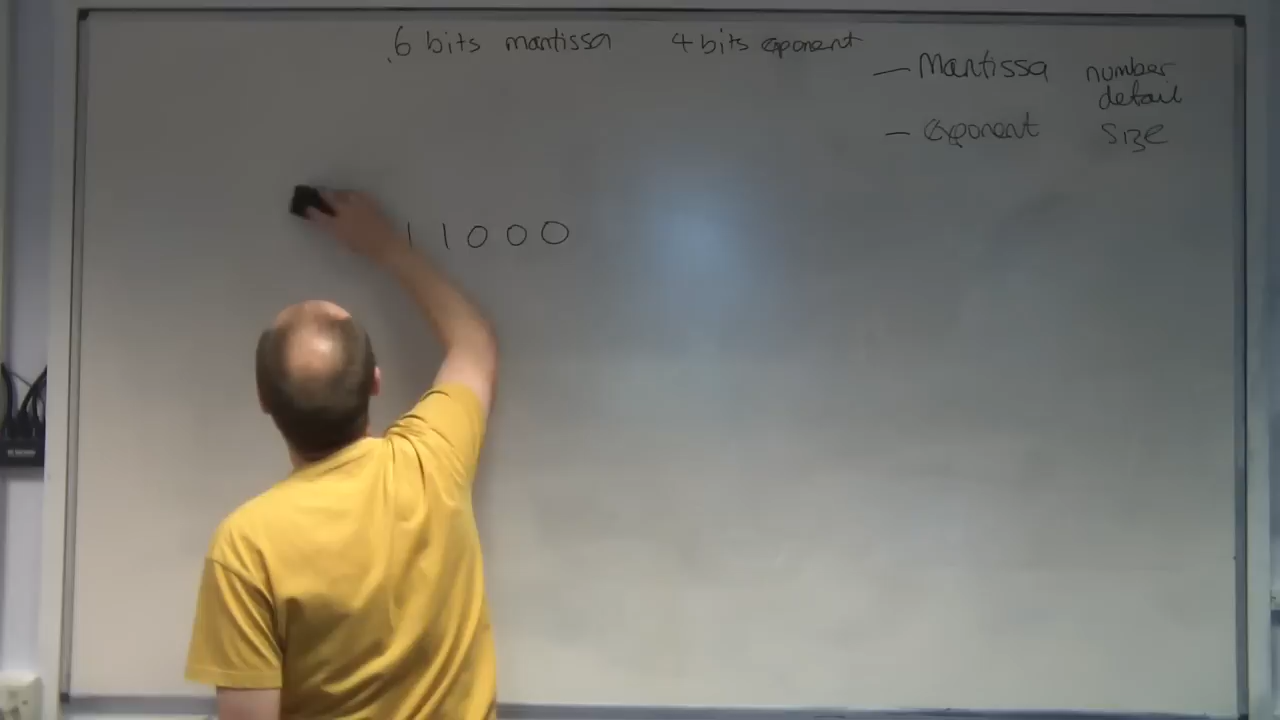 6 bits mantissa 4 bits exponent
— Mantissa number detail
— exponent size
1 1 0 0 0